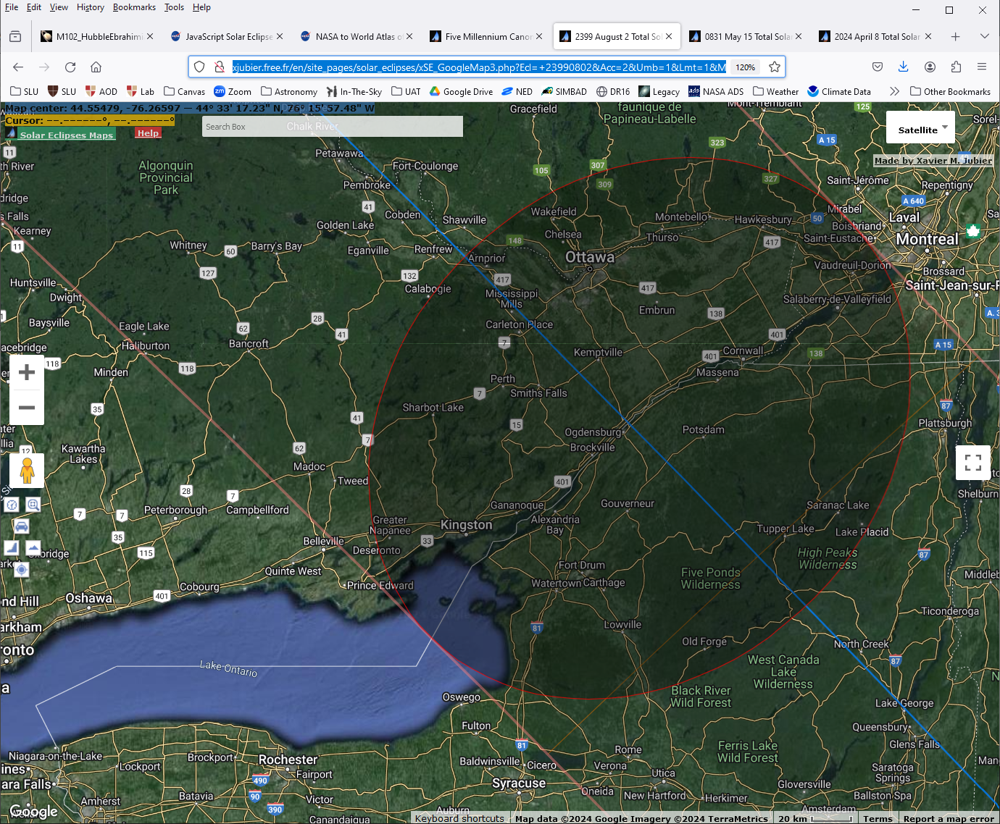 File Edit View History Bookmarks Tools Help
M102_HubbleEbrahimi
JavaScript Solar Eclipse
NASA to World Atlas o
Five Millennium Canon
2399 August 2 Total Sol
0831 May 15 Total Sola
2024 April 8 Total Solar
xjubier.free.fr/en/site_pages/solar_eclipses/xSE_GoogleMap3.php?Ecl=+23990802&Acc=2&Umb=1&Lmt=1&M
120%
SLU SLU AOD Lab Canvas Zoom Astronomy In-The-Sky UAT Google Drive NED SIMBAD DR16 Legacy NASA ADS Weather Climate Data Other Bookmarks
Map center: 44.55479, -76.26597 — 44° 33' 17.23" N, 76° 15' 57.48" W
Cursor: --.------°, --.------°
Solar Eclipses Maps Help
Search Box
Satellite
Made by Xavier M. Jubier
Chalk River
Gracefield
faunique de
Papineau-Labelle
Mont-Tremblant
125
Sorel-
A 15
323
11
Petawawa
th River
Algonquin
Provincial
Park
Fort-Coulonge
105
307
309
327
Saint-Jérôme
Repentigny
Pembroke
dridge
A 640
41
Cobden
Wakefield
Mirabel
s Falls
Shawville
Montebello
Hawkesbury
50
Laval
Kearney
Golden Lake
Boisbriand
Chelsea
Thurso
Saint-Eustache
Montreal
11
Whitney
60
Barry's Bay
Eganville
Renfrew
148
417
Arnprior
Ottawa
Vaudreuil-Dorion
Brossard
127
132
417
Huntsville
Calabogie
417
Saint-Jean-sur-R
Dwight
Mississippi
Mills
Embrun
138
Salaberry-de-Valleyfield
A 3
Baysville
Eagle Lake
28
62
41
Carleton Place
401
acebridge
Haliburton
Bancroft
7
Kemptville
Cornwall
401
138
A 15
118
118
Minden
Massena
Perth
Smiths Falls
7
35
Sharbot Lake
87
41
15
Plattsburgh
Potsdam
Ogdensburg
7
Kawartha
Lakes
12
62
Brockville
Madoc
Tweed
401
28
7
Shelburn
Gananoque
Gouverneur
Saranac Lake
7
7
Peterborough
Campbellford
Greater
Napanee
Kingston
Alexandria
Bay
Tupper Lake
Lake Placid
35
Belleville
33
Deseronto
115
xbridge
High Peaks
Wilderness
87
Quinte West
Fort Drum
Five Ponds
Wilderness
Middleb
Cobourg
Prince Edward
Watertown
Carthage
Oshawa
401
nd Hill
Ticonderoga
arkham
81
Lowville
Old Forge
North Creek
ronto
West Canada
Lake
Wilderness
87
Lake Ontario
Black River
Wild Forest
Oswego
Lake George
Fulton
Queensbury
Glens Falls
81
Ferris Lake
Wild Forest
Niagara-on-the-Lake
Brockport
Rochester
Rome
Lockport
Fairport
Baldwinsville
Cicero
Verona
Saratoga
Springs
ines
490
Utica
ara Falls
Syracuse
Gloversville
Oneida
Batavia
90
New Hartford
Ballston Spa
Amherst
Victor
Herkimer
390
Auburn
Amsterdam
Google
Canandaigua
Keyboard shortcuts Map data ©2024 Google Imagery ©2024 TerraMetrics 20 km Terms Report a map error